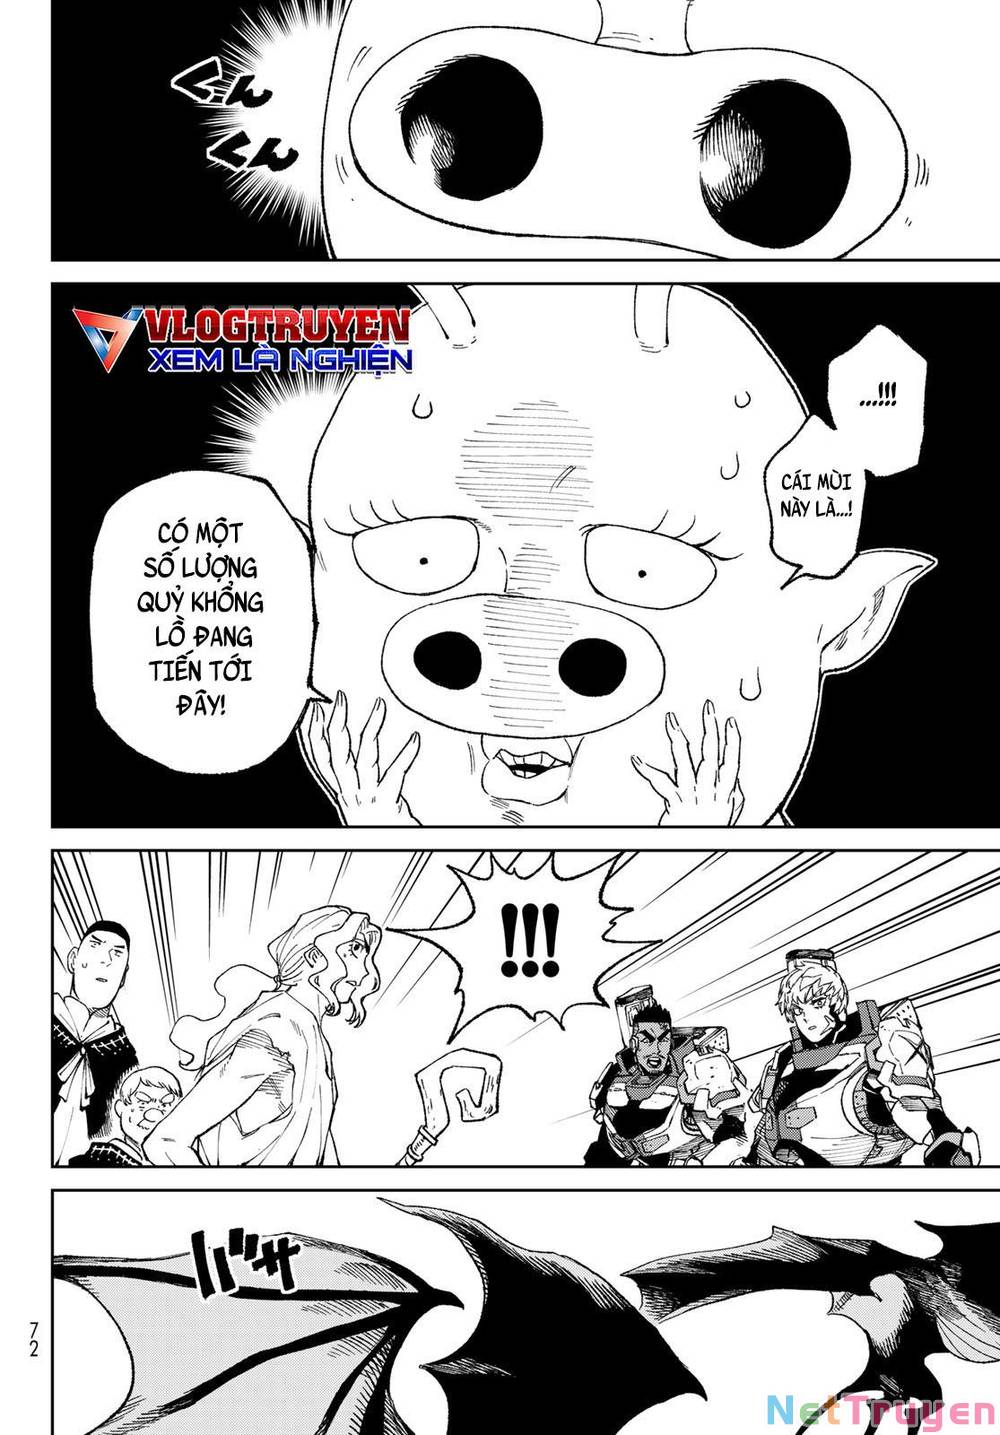 くん
くん
VLOGTRUYEN
XEM LÀ NGHIỆN
...!!!
CÁI MÙI
NÀY LÀ...!
CÓ MỘT
SỐ LƯỢNG
QUỶ KHỔNG
LỒ ĐANG
TIẾN TỚI
ĐÂY!
!!!
バサ
72
NetTruyen